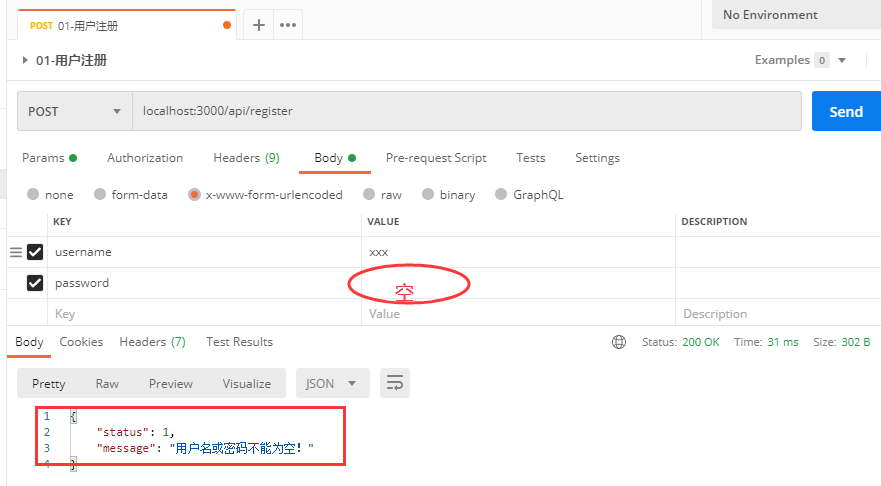 POST 01-用户注册
No Environment
01-用户注册
Examples 0
POST localhost:3000/api/register Send
Params Authorization Headers (9) Body Pre-request Script Tests Settings
none form-data x-www-form-urlencoded raw binary GraphQL
KEY VALUE DESCRIPTION
username xxx
password 空
Key Value Description
Body Cookies Headers (7) Test Results Status: 200 OK Time: 31 ms Size: 302 B
Pretty Raw Preview Visualize JSON
1 {
2 "status": 1,
3 "message": "用户名或密码不能为空！"
4 }